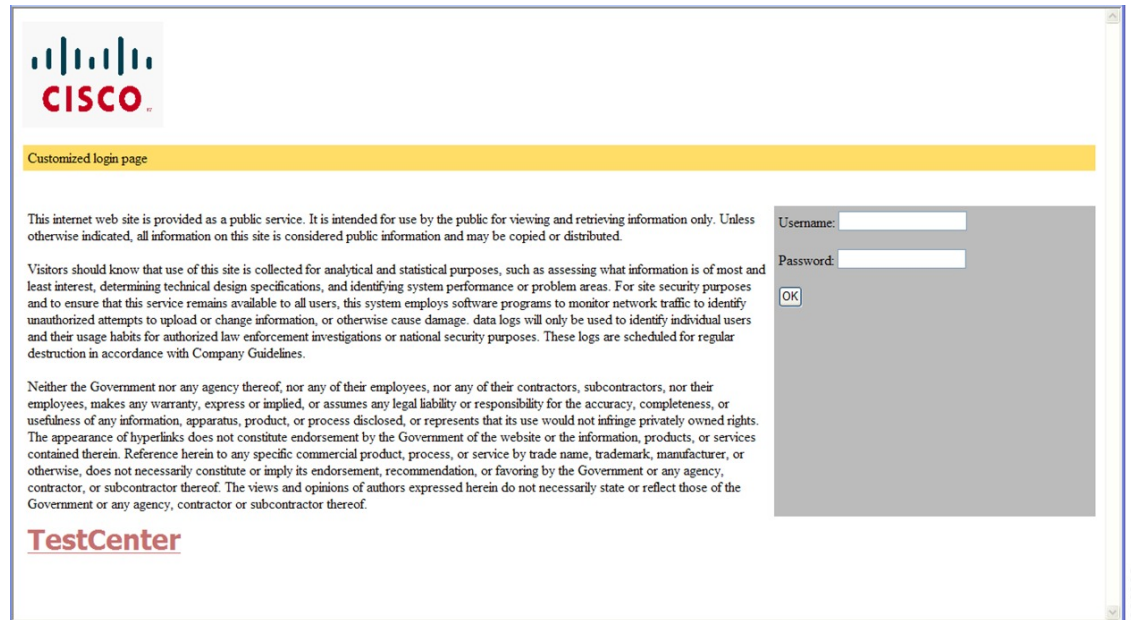 CISCO
Customized login page
This internet web site is provided as a public service. It is intended for use by the public for viewing and retrieving information only. Unless
otherwise indicated, all information on this site is considered public information and may be copied or distributed.
Username:
Visitors should know that use of this site is collected for analytical and statistical purposes, such as assessing what information is of most and
least interest, determining technical design specifications, and identifying system performance or problem areas. For site security purposes
and to ensure that this service remains available to all users, this system employs software programs to monitor network traffic to identify
unauthorized attempts to upload or change information, or otherwise cause damage. data logs will only be used to identify individual users
and their usage habits for authorized law enforcement investigations or national security purposes. These logs are scheduled for regular
destruction in accordance with Company Guidelines.
Password:
OK
Neither the Government nor any agency thereof, nor any of their employees, nor any of their contractors, subcontractors, nor their
employees, makes any warranty, express or implied, or assumes any legal liability or responsibility for the accuracy, completeness, or
usefulness of any information, apparatus, product, or process disclosed, or represents that its use would not infringe privately owned rights.
The appearance of hyperlinks does not constitute endorsement by the Government of the website or the information, products, or services
contained therein. Reference herein to any specific commercial product, process, or service by trade name, trademark, manufacturer, or
otherwise, does not necessarily constitute or imply its endorsement, recommendation, or favoring by the Government or any agency,
contractor, or subcontractor thereof. The views and opinions of authors expressed herein do not necessarily state or reflect those of the
Government or any agency, contractor or subcontractor thereof.
TestCenter